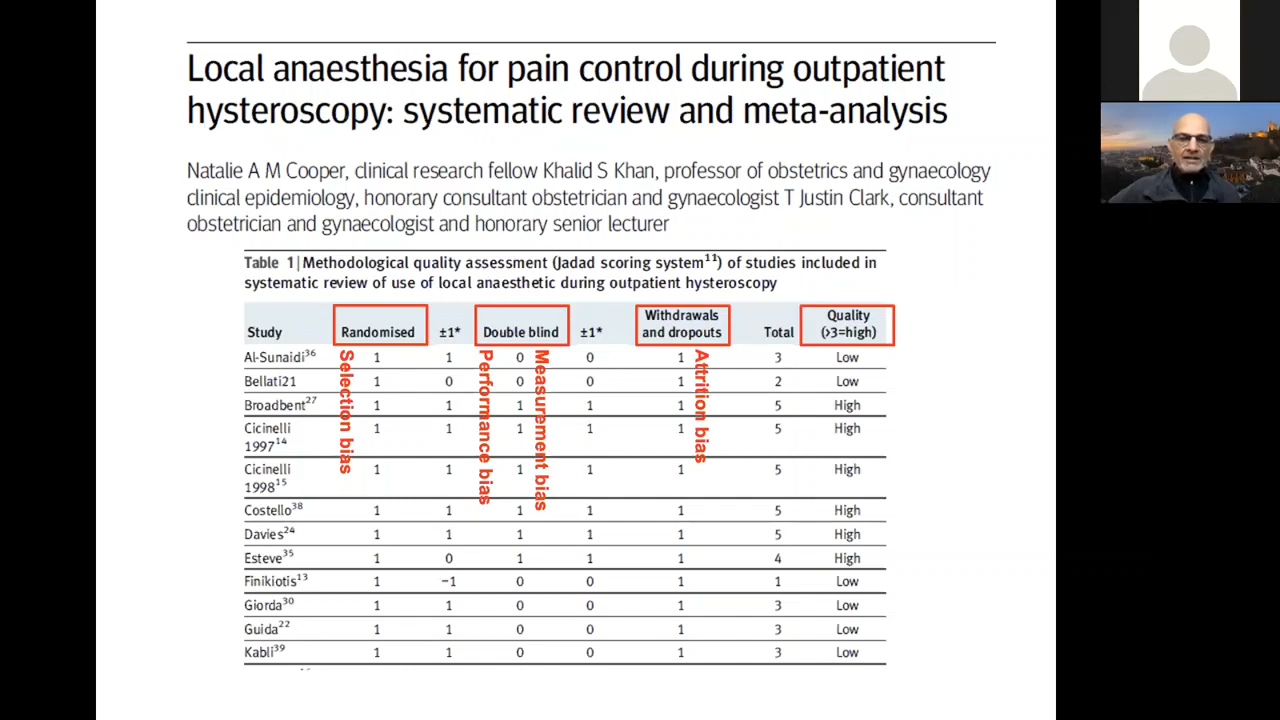 Local anaesthesia for pain control during outpatient
hysteroscopy: systematic review and meta-analysis
Natalie A M Cooper, clinical research fellow Khalid S Khan, professor of obstetrics and gynaecology
clinical epidemiology, honorary consultant obstetrician and gynaecologist T Justin Clark, consultant
obstetrician and gynaecologist and honorary senior lecturer
Table 1|Methodological quality assessment (Jadad scoring system11) of studies included in
systematic review of use of local anaesthetic during outpatient hysteroscopy
Study Randomised ±1* Double blind ±1* Withdrawals and dropouts Total Quality (>3=high)
Al-Sunaidi36 1 1 0 0 1 3 Low
Bellati21 1 0 0 0 1 2 Low
Broadbent27 1 1 1 1 1 5 High
Cicinelli 199714 1 1 1 1 1 5 High
Cicinelli 199815 1 1 1 1 1 5 High
Costello38 1 1 1 1 1 5 High
Davies24 1 1 1 1 1 5 High
Esteve35 1 0 1 1 1 4 High
Finikiotis13 1 −1 0 0 1 1 Low
Giorda30 1 1 0 0 1 3 Low
Guida22 1 1 0 0 1 3 Low
Kabli39 1 1 0 0 1 3 Low
Selection bias
Performance bias
Measurement bias
Attrition bias